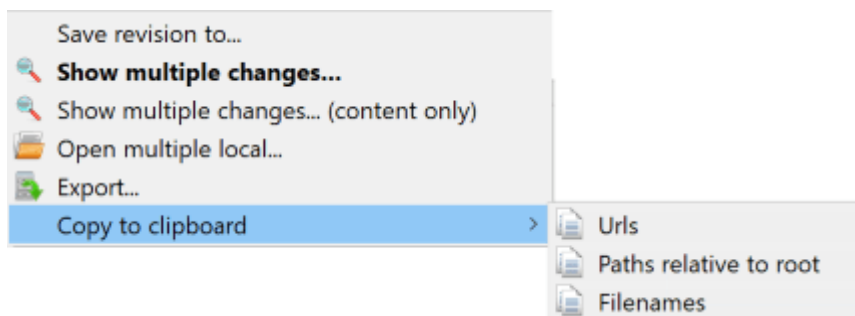 Save revision to...
Show multiple changes...
Show multiple changes... (content only)
Open multiple local...
Export...
Copy to clipboard
Urls
Paths relative to root
Filenames